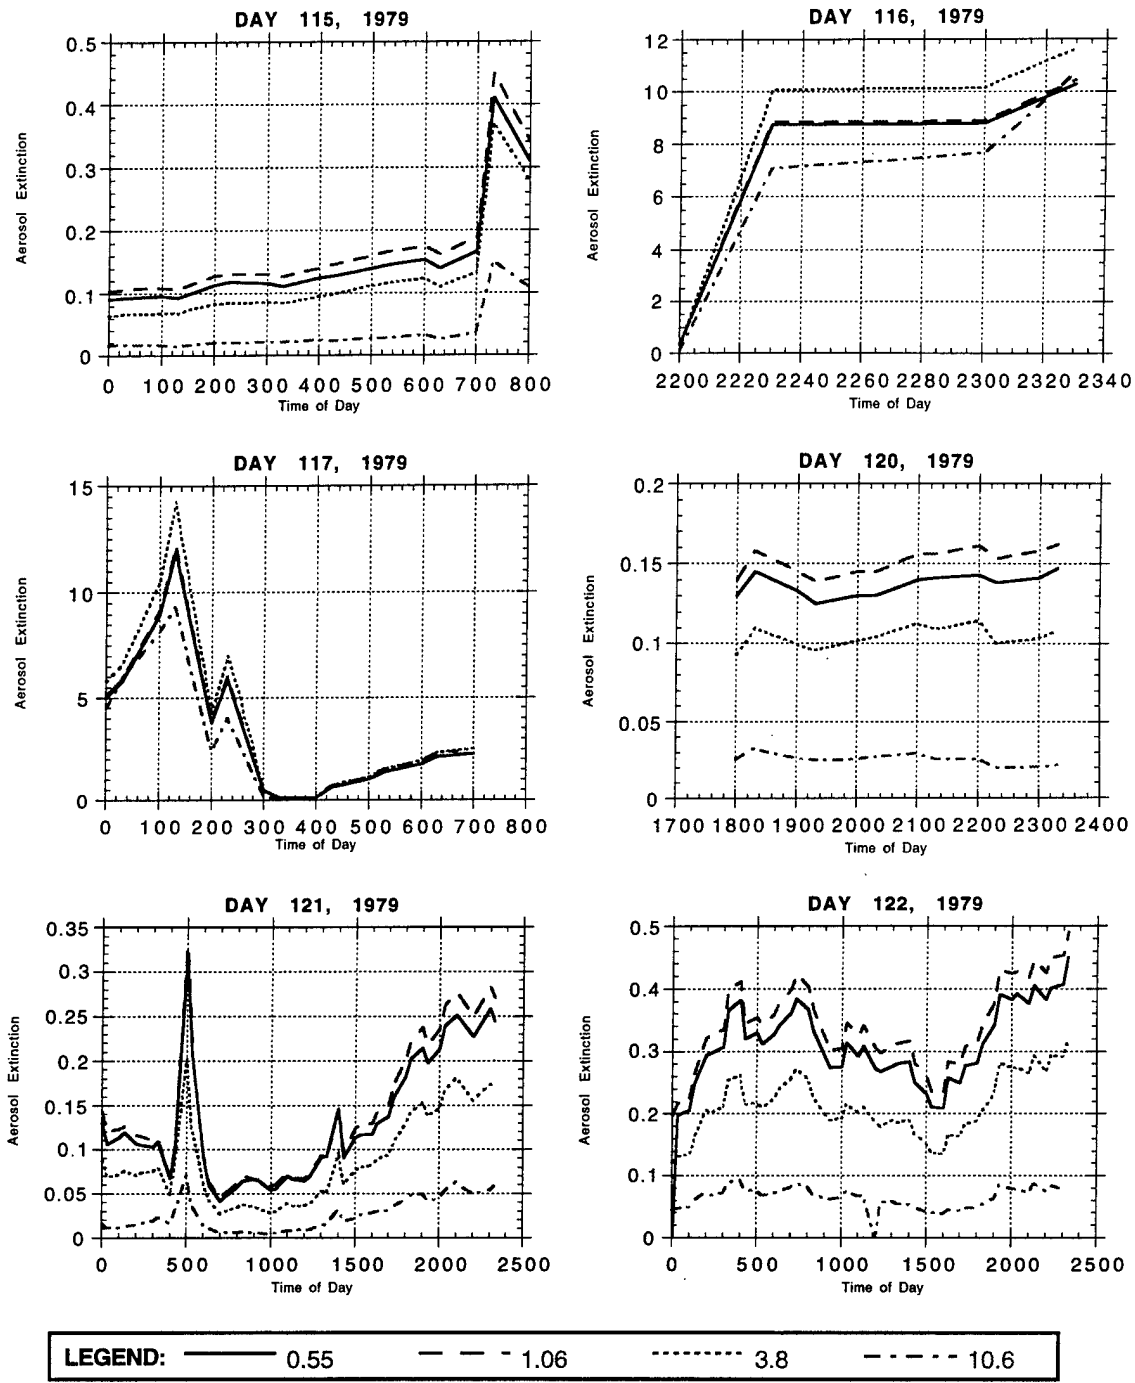 DAY 115, 1979
0.5
0.4
0.3
0.2
0.1
0
Aerosol Extinction
0 100 200 300 400 500 600 700 800
Time of Day
DAY 116, 1979
12
10
8
6
4
2
0
Aerosol Extinction
2200 2220 2240 2260 2280 2300 2320 2340
Time of Day
DAY 117, 1979
15
10
5
0
Aerosol Extinction
0 100 200 300 400 500 600 700 800
Time of Day
DAY 120, 1979
0.2
0.15
0.1
0.05
0
Aerosol Extinction
1700 1800 1900 2000 2100 2200 2300 2400
Time of Day
DAY 121, 1979
0.35
0.3
0.25
0.2
0.15
0.1
0.05
0
Aerosol Extinction
0 500 1000 1500 2000 2500
Time of Day
DAY 122, 1979
0.5
0.4
0.3
0.2
0.1
0
Aerosol Extinction
0 500 1000 1500 2000 2500
Time of Day
LEGEND: 0.55 1.06 3.8 10.6